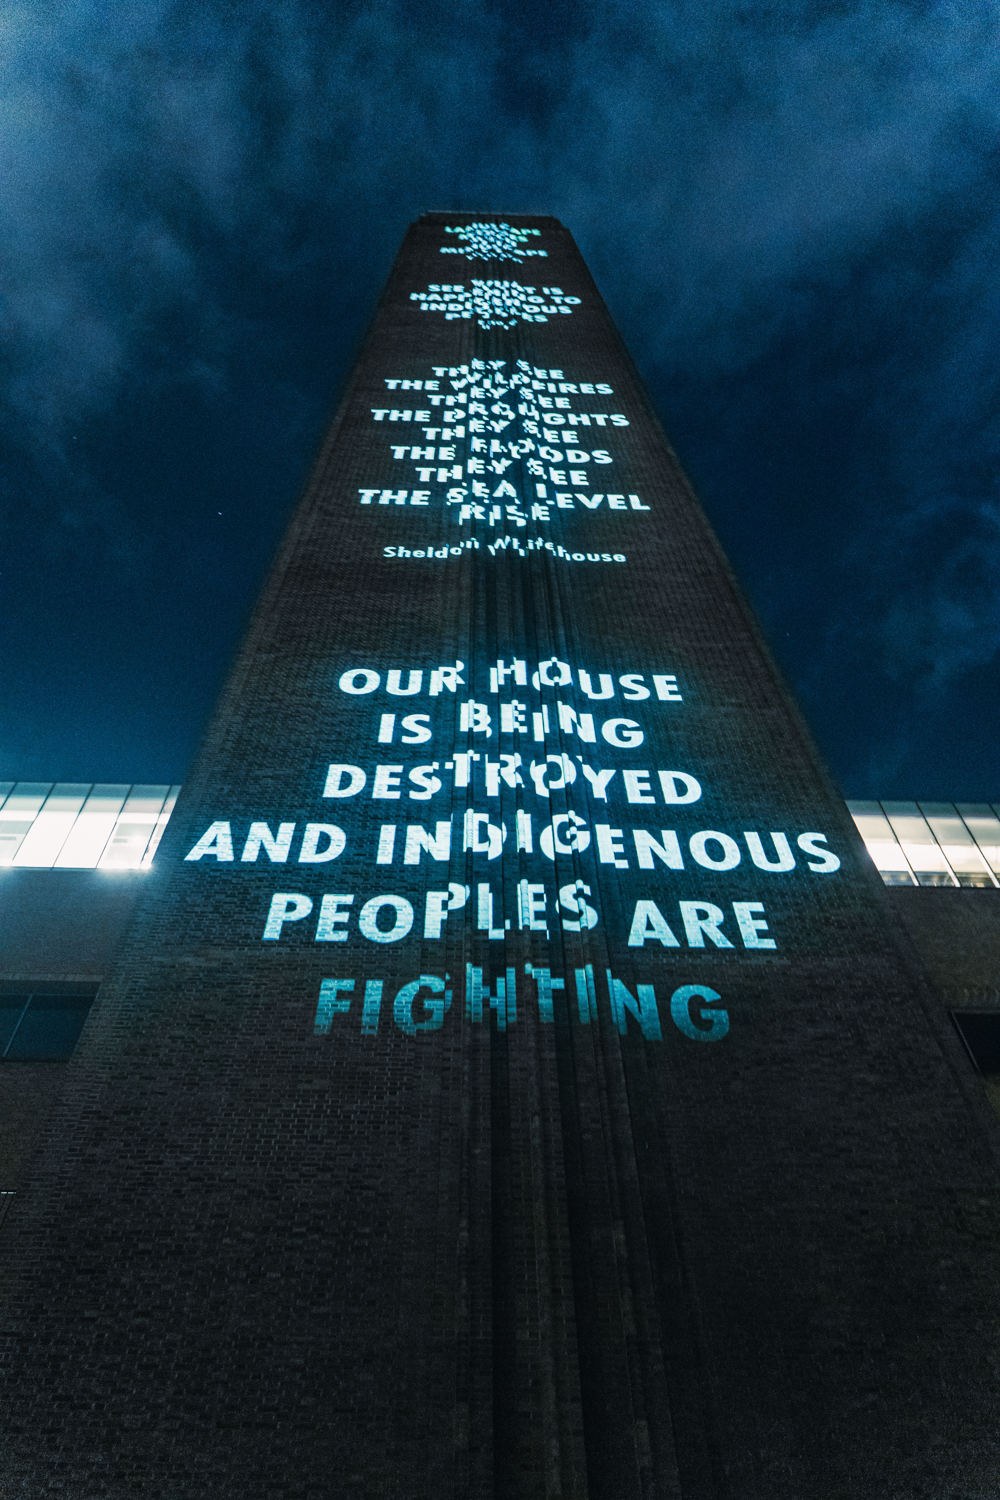 LANDSCAPE
SEE WHAT IS
HAPPENING TO
INDIGENOUS
PEOPLES
THEY SEE
THE WILDFIRES
THEY SEE
THE DROUGHTS
THEY SEE
THE FLOODS
THEY SEE
THE SEA LEVEL
RISE
Sheldon Whitehouse
OUR HOUSE
IS BEING
DESTROYED
AND INDIGENOUS
PEOPLES ARE
FIGHTING